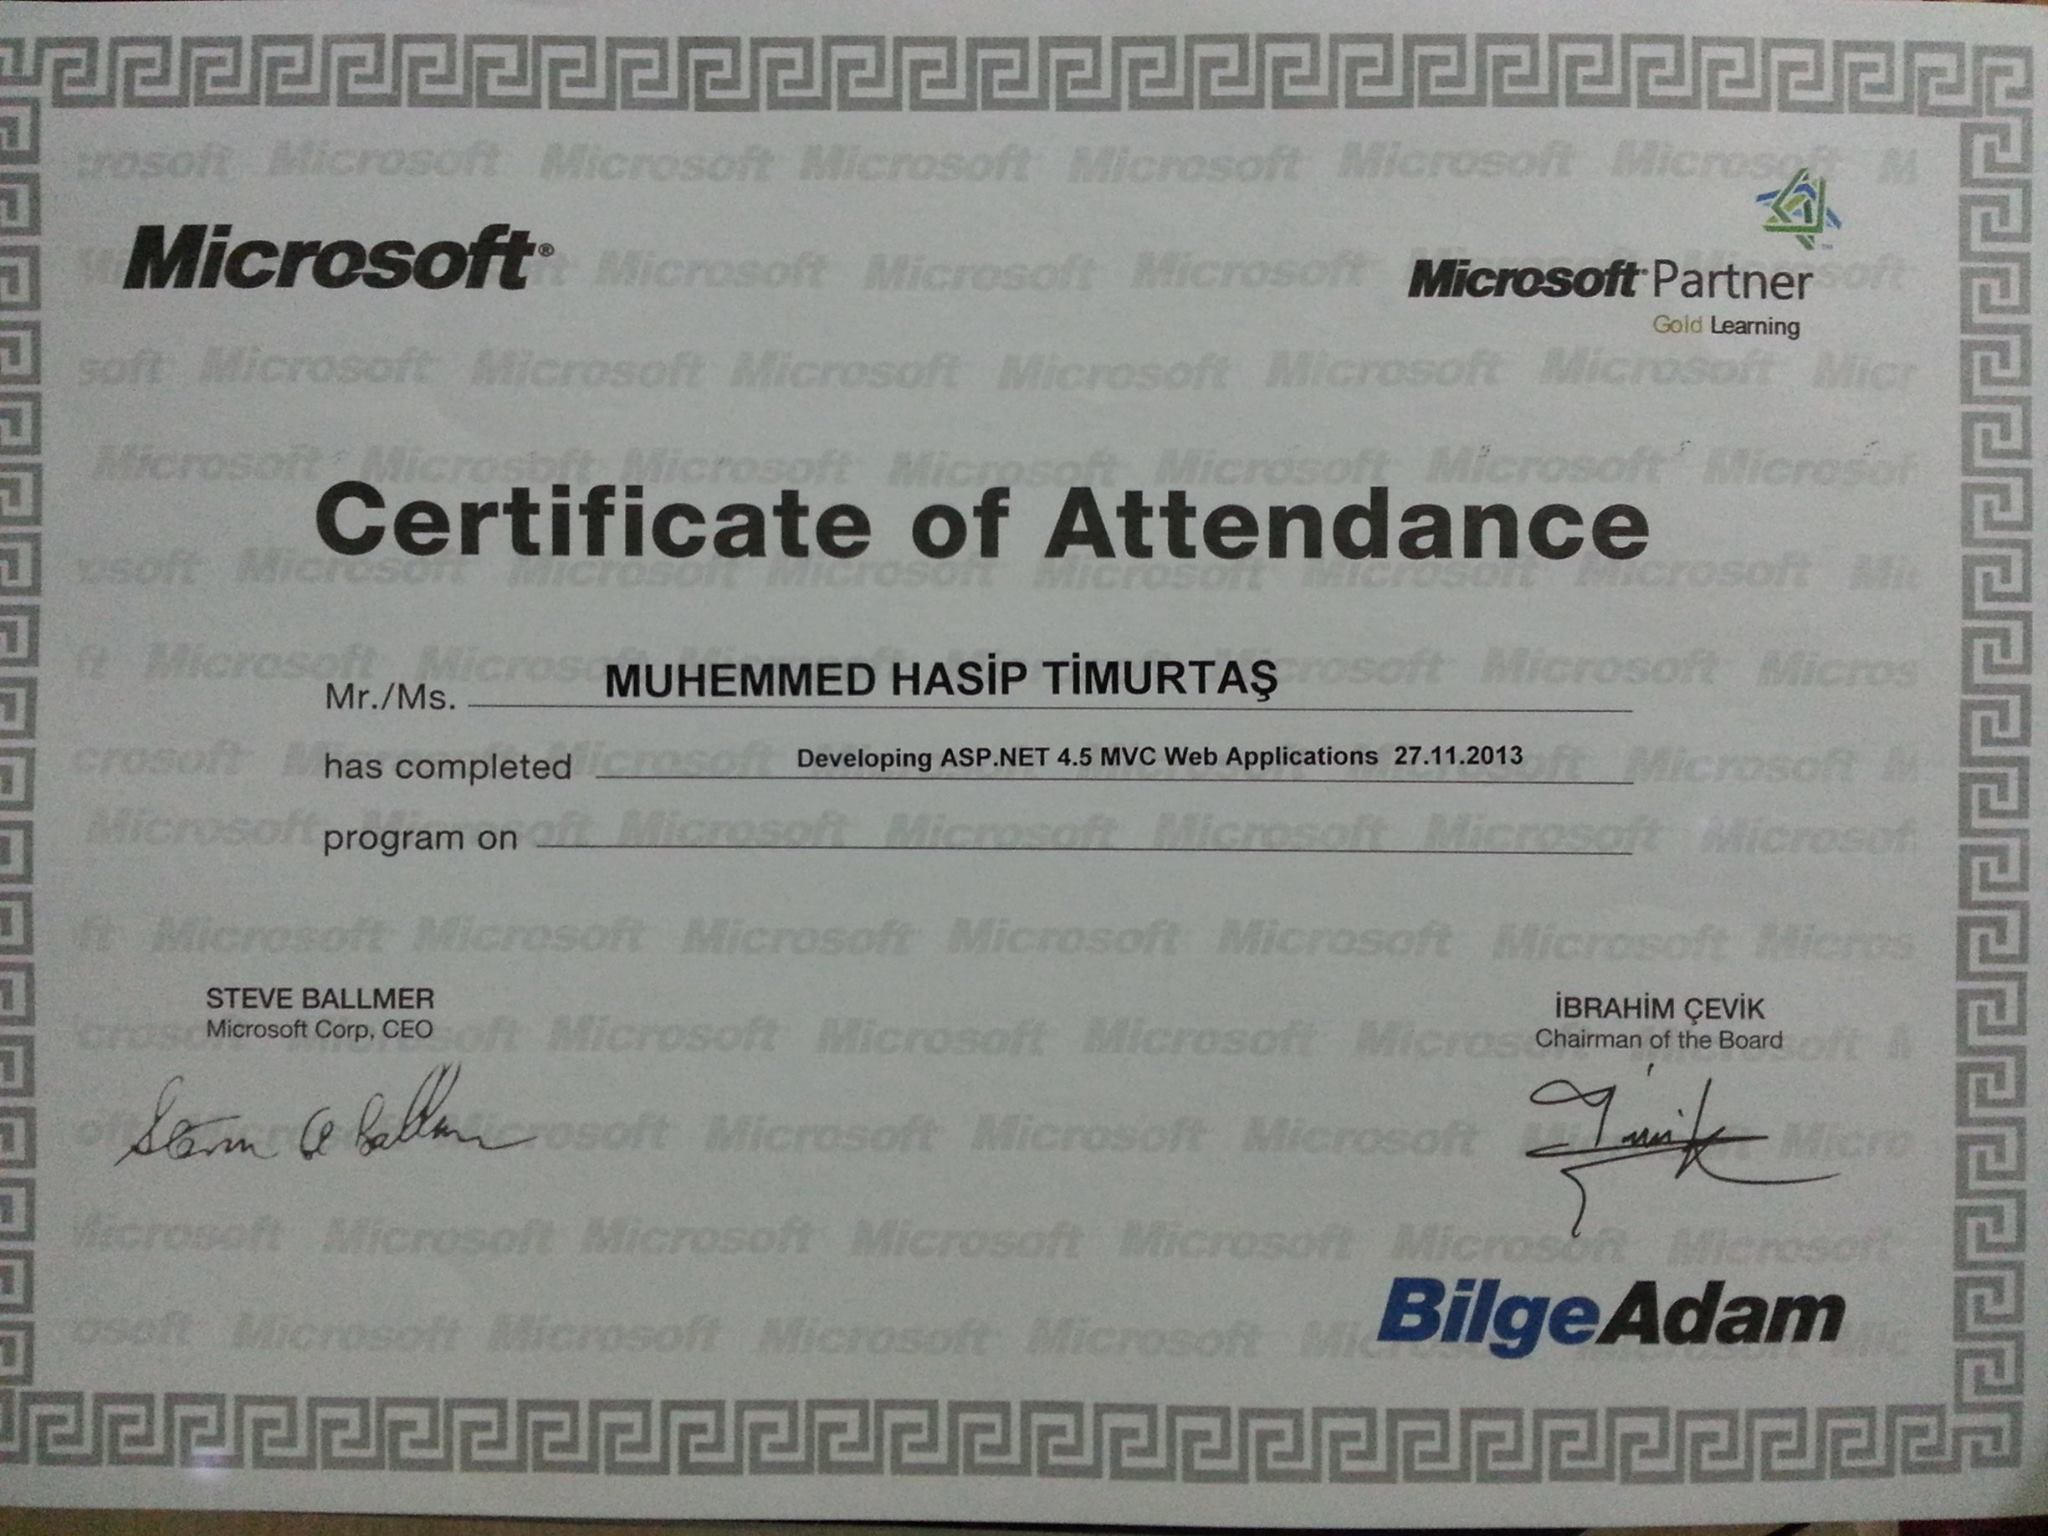 Microsoft®
Microsoft Partner
Gold Learning
Certificate of Attendance
Mr./Ms. MUHEMMED HASİP TİMURTAŞ
has completed Developing ASP.NET 4.5 MVC Web Applications 27.11.2013
program on
STEVE BALLMER
Microsoft Corp, CEO
İBRAHİM ÇEVİK
Chairman of the Board
BilgeAdam